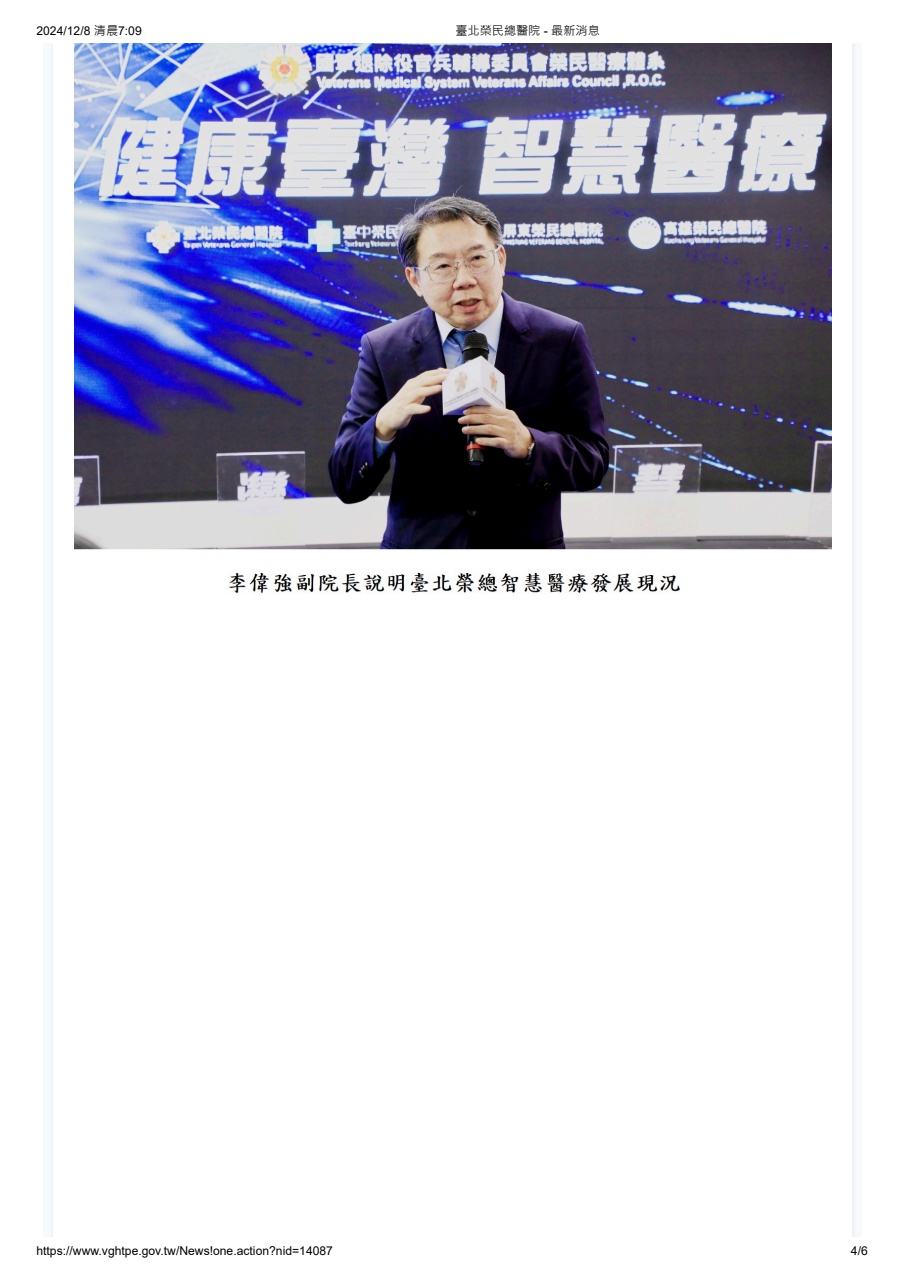 2024/12/8 清晨7:09
臺北榮民總醫院 - 最新消息
國軍退除役官兵輔導委員會榮民醫療體系
Veterans Medical System Veterans Affairs Council ,R.O.C.
健康臺灣 智慧醫療
臺北榮民總醫院
Taipei Veterans General Hospital
臺中榮民
屏東榮民總醫院
PINGTUNG VETERANS GENERAL HOSPITAL
高雄榮民總醫院
Kaohsiung Veterans General Hospital
灣
李偉強副院長說明臺北榮總智慧醫療發展現況
https://www.vghtpe.gov.tw/News!one.action?nid=14087
4/6